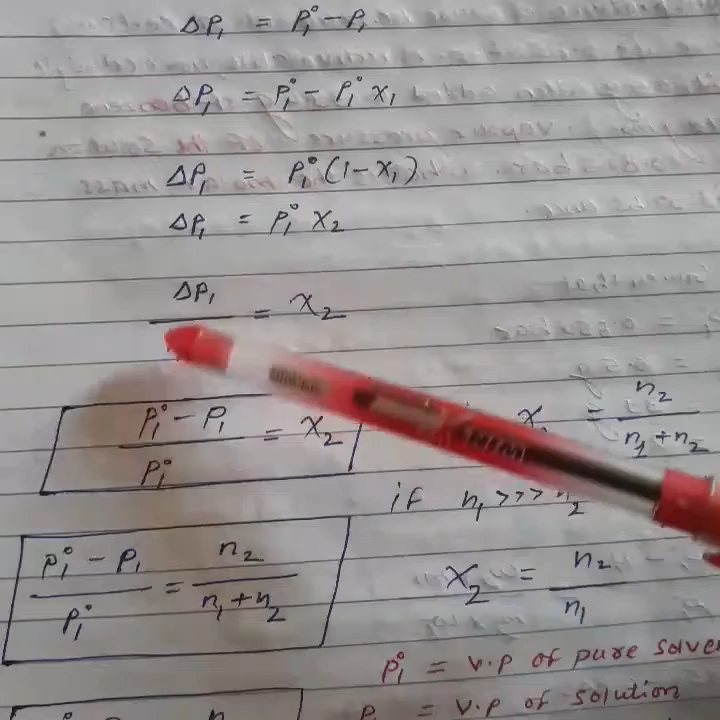 ΔP₁ = P₁° - P₁
ΔP₁ = P₁° - P₁° x₁
ΔP₁ = P₁° (1 - x₁)
ΔP₁ = P₁° x₂
ΔP₁ / = x₂
(P₁° - P₁) / P₁° = x₂
x = n₂ / (n₁ + n₂)
if n₁ >>> n₂
(P₁° - P₁) / P₁° = n₂ / (n₁ + n₂)
x₂ = n₂ / n₁
P₁° = v.p of pure solve
P = v.p of solution